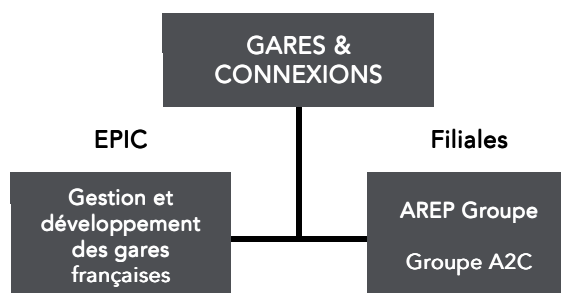 GARES &
CONNEXIONS
EPIC
Gestion et
développement
des gares
françaises
Filiales
AREP Groupe
Groupe A2C